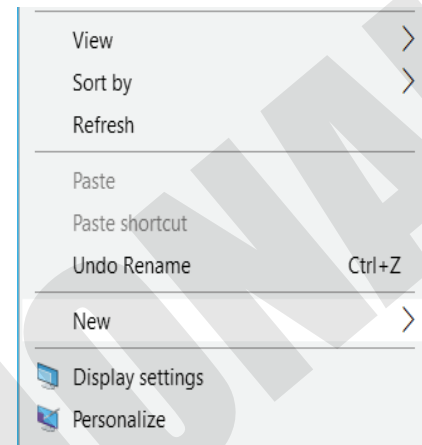 View
Sort by
Refresh
Paste
Paste shortcut
Undo Rename Ctrl+Z
New
Display settings
Personalize